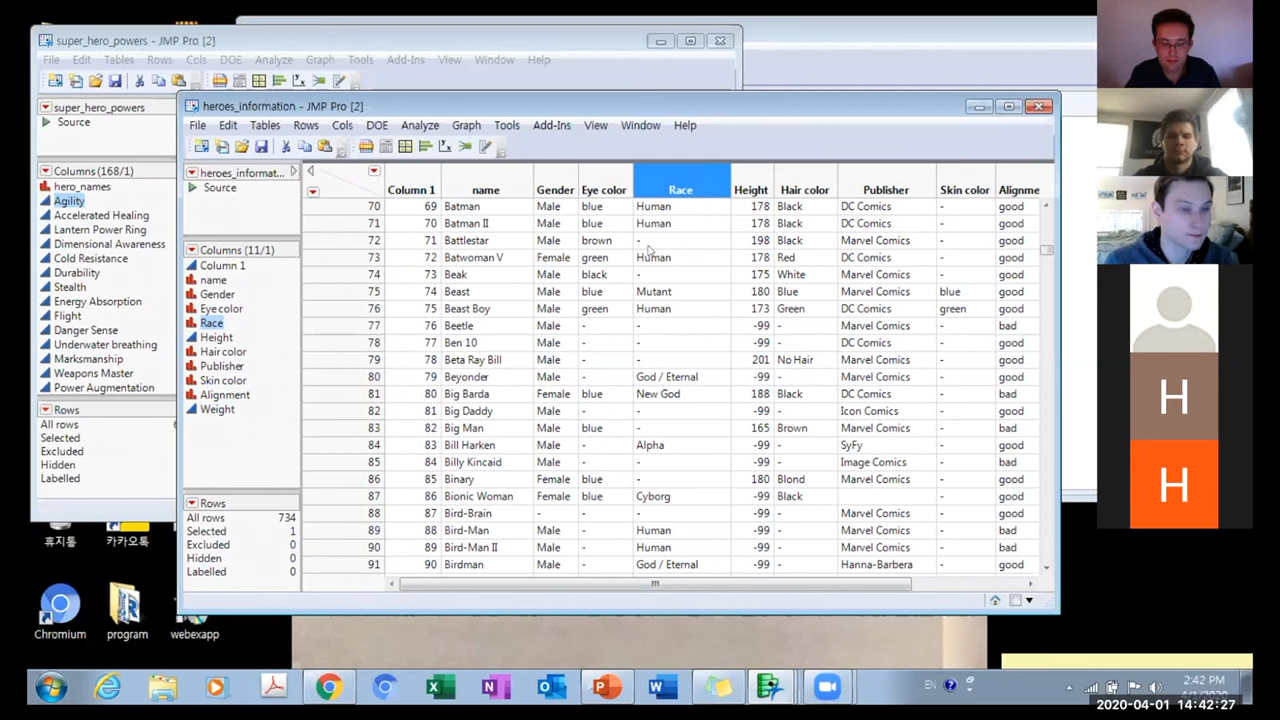 super_hero_powers - JMP Pro [2]
File Edit Tables Rows Cols DOE Analyze Graph Tools Add-Ins View Window Help
super_hero_powers
Source
Columns (168/1)
hero_names
Agility
Accelerated Healing
Lantern Power Ring
Dimensional Awareness
Cold Resistance
Durability
Stealth
Energy Absorption
Flight
Danger Sense
Underwater breathing
Marksmanship
Weapons Master
Power Augmentation
Rows
All rows
Selected
Excluded
Hidden
Labelled
heroes_information - JMP Pro [2]
File Edit Tables Rows Cols DOE Analyze Graph Tools Add-Ins View Window Help
heroes_informat...
Source
Columns (11/1)
Column 1
name
Gender
Eye color
Race
Height
Hair color
Publisher
Skin color
Alignment
Weight
Rows
All rows 734
Selected 1
Excluded 0
Hidden 0
Labelled 0
Column 1 name Gender Eye color Race Height Hair color Publisher Skin color Alignme
70 69 Batman Male blue Human 178 Black DC Comics - good
71 70 Batman II Male blue Human 178 Black DC Comics - good
72 71 Battlestar Male brown - 198 Black Marvel Comics - good
73 72 Batwoman V Female green Human 178 Red DC Comics - good
74 73 Beak Male black - 175 White Marvel Comics - good
75 74 Beast Male blue Mutant 180 Blue Marvel Comics blue good
76 75 Beast Boy Male green Human 173 Green DC Comics green good
77 76 Beetle Male - - -99 - Marvel Comics - bad
78 77 Ben 10 Male - - -99 - DC Comics - good
79 78 Beta Ray Bill Male - - 201 No Hair Marvel Comics - good
80 79 Beyonder Male - God / Eternal -99 - Marvel Comics - good
81 80 Big Barda Female blue New God 188 Black DC Comics - bad
82 81 Big Daddy Male - - -99 - Icon Comics - good
83 82 Big Man Male blue - 165 Brown Marvel Comics - bad
84 83 Bill Harken Male - Alpha -99 - SyFy - good
85 84 Billy Kincaid Male - - -99 - Image Comics - bad
86 85 Binary Female blue - 180 Blond Marvel Comics - good
87 86 Bionic Woman Female blue Cyborg -99 Black - good
88 87 Bird-Brain - - - -99 - Marvel Comics - good
89 88 Bird-Man Male - Human -99 - Marvel Comics - bad
90 89 Bird-Man II Male - Human -99 - Marvel Comics - bad
91 90 Birdman Male - God / Eternal -99 - Hanna-Barbera - good
H
H
휴지통
카카오톡
Chromium
program
webexapp
EN
2:42 PM
4/1/2020
2020-04-01 14:42:27